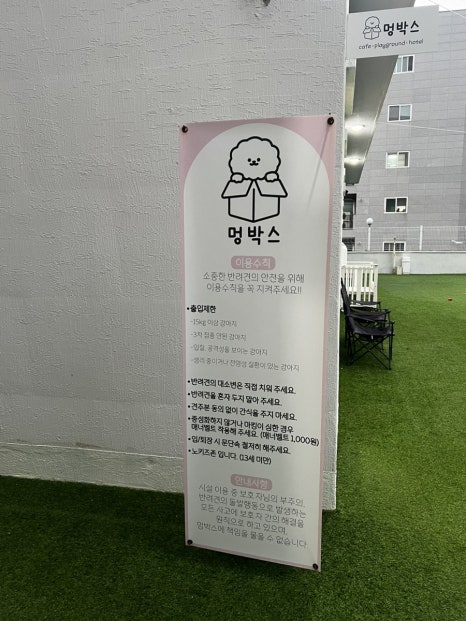 멍박스
cafe·playground·hotel
멍박스
이용수칙
소중한 반려견의 안전을 위해
이용수칙을 꼭 지켜주세요!!
•출입제한
-15kg 이상 강아지
-3차 접종 안된 강아지
-입질, 공격성을 보이는 강아지
-생리 중이거나 전염성 질환이 있는 강아지
•반려견의 대소변은 직접 치워 주세요.
•반려견을 혼자 두지 말아 주세요.
•견주분 동의 없이 간식을 주지 마세요.
•중성화하지 않거나 마킹이 심한 경우
매너벨트 착용해 주세요. (매너벨트 1,000원)
•입/퇴장 시 문단속 철저히 해주세요.
•노키즈존 입니다. (13세 미만)
안내사항
시설 이용 중 보호자님의 부주의,
반려견의 돌발행동으로 발생하는
모든 사고에 보호자 간의 해결을
원칙으로 하고 있으며,
멍박스에 책임을 물을 수 없습니다.